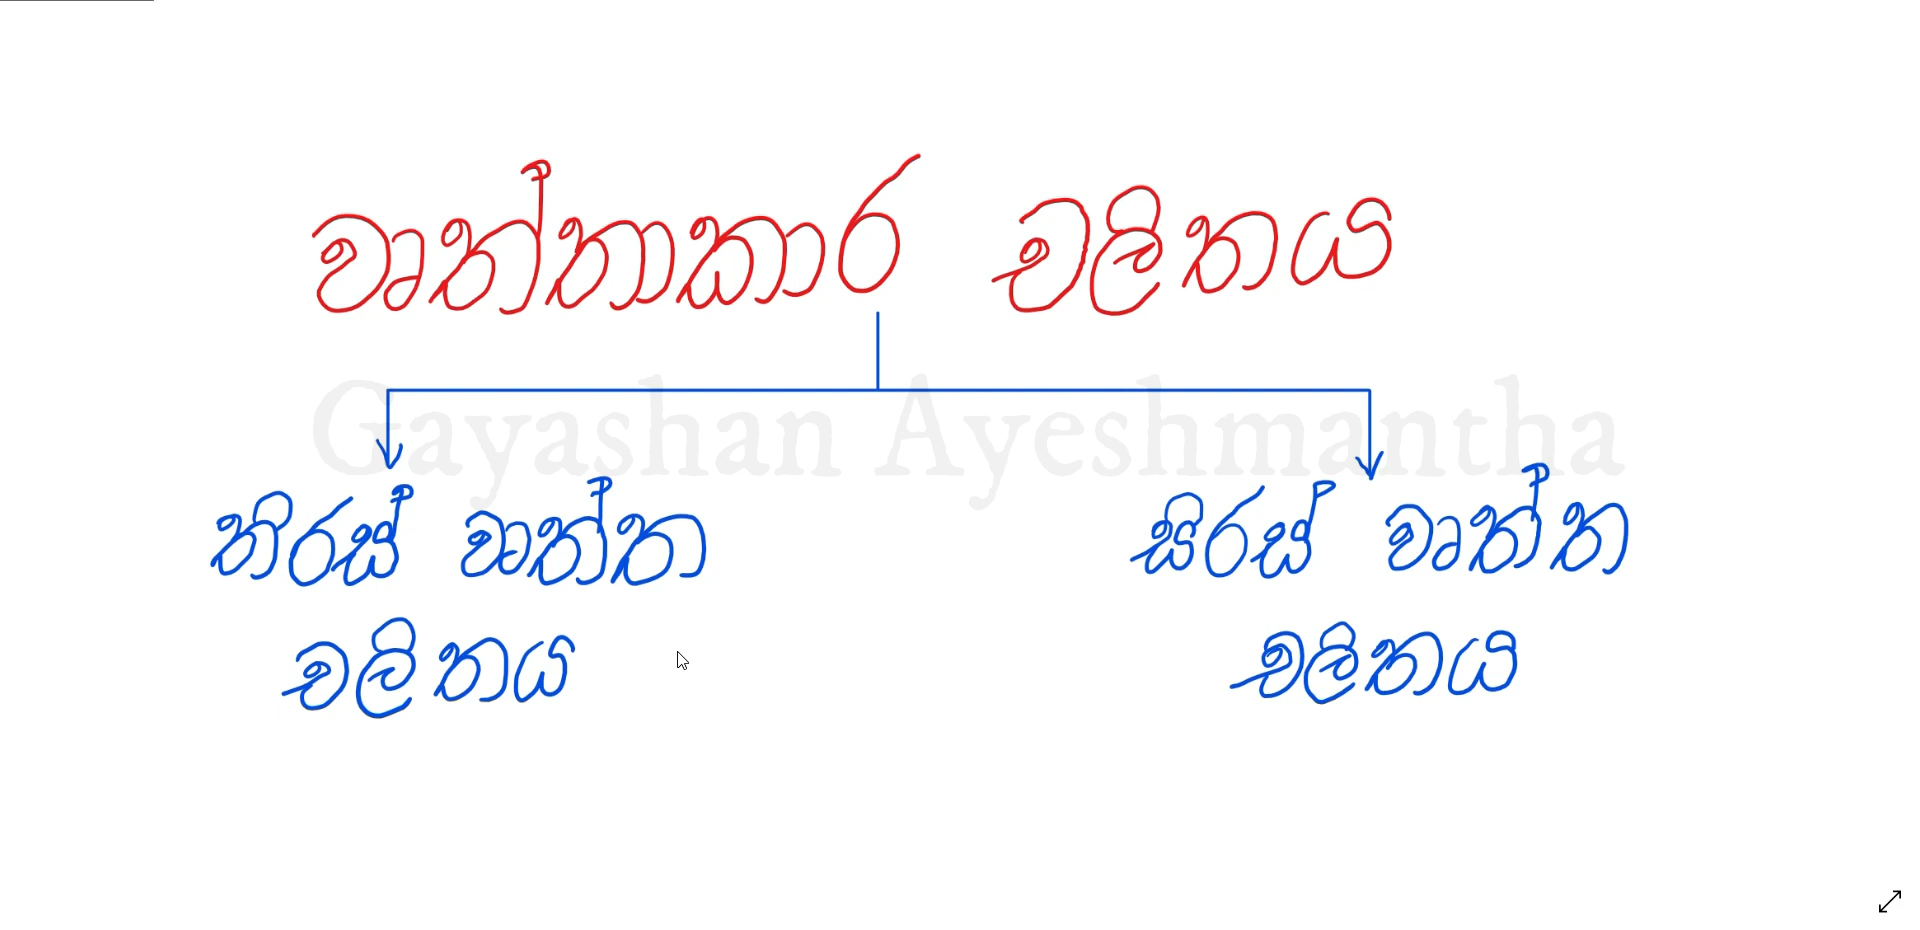 වෘත්තාකාර චලිතය
Gayashan Ayeshmantha
තිරස් වෘත්ත
චලිතය
සිරස් වෘත්ත
චලිතය